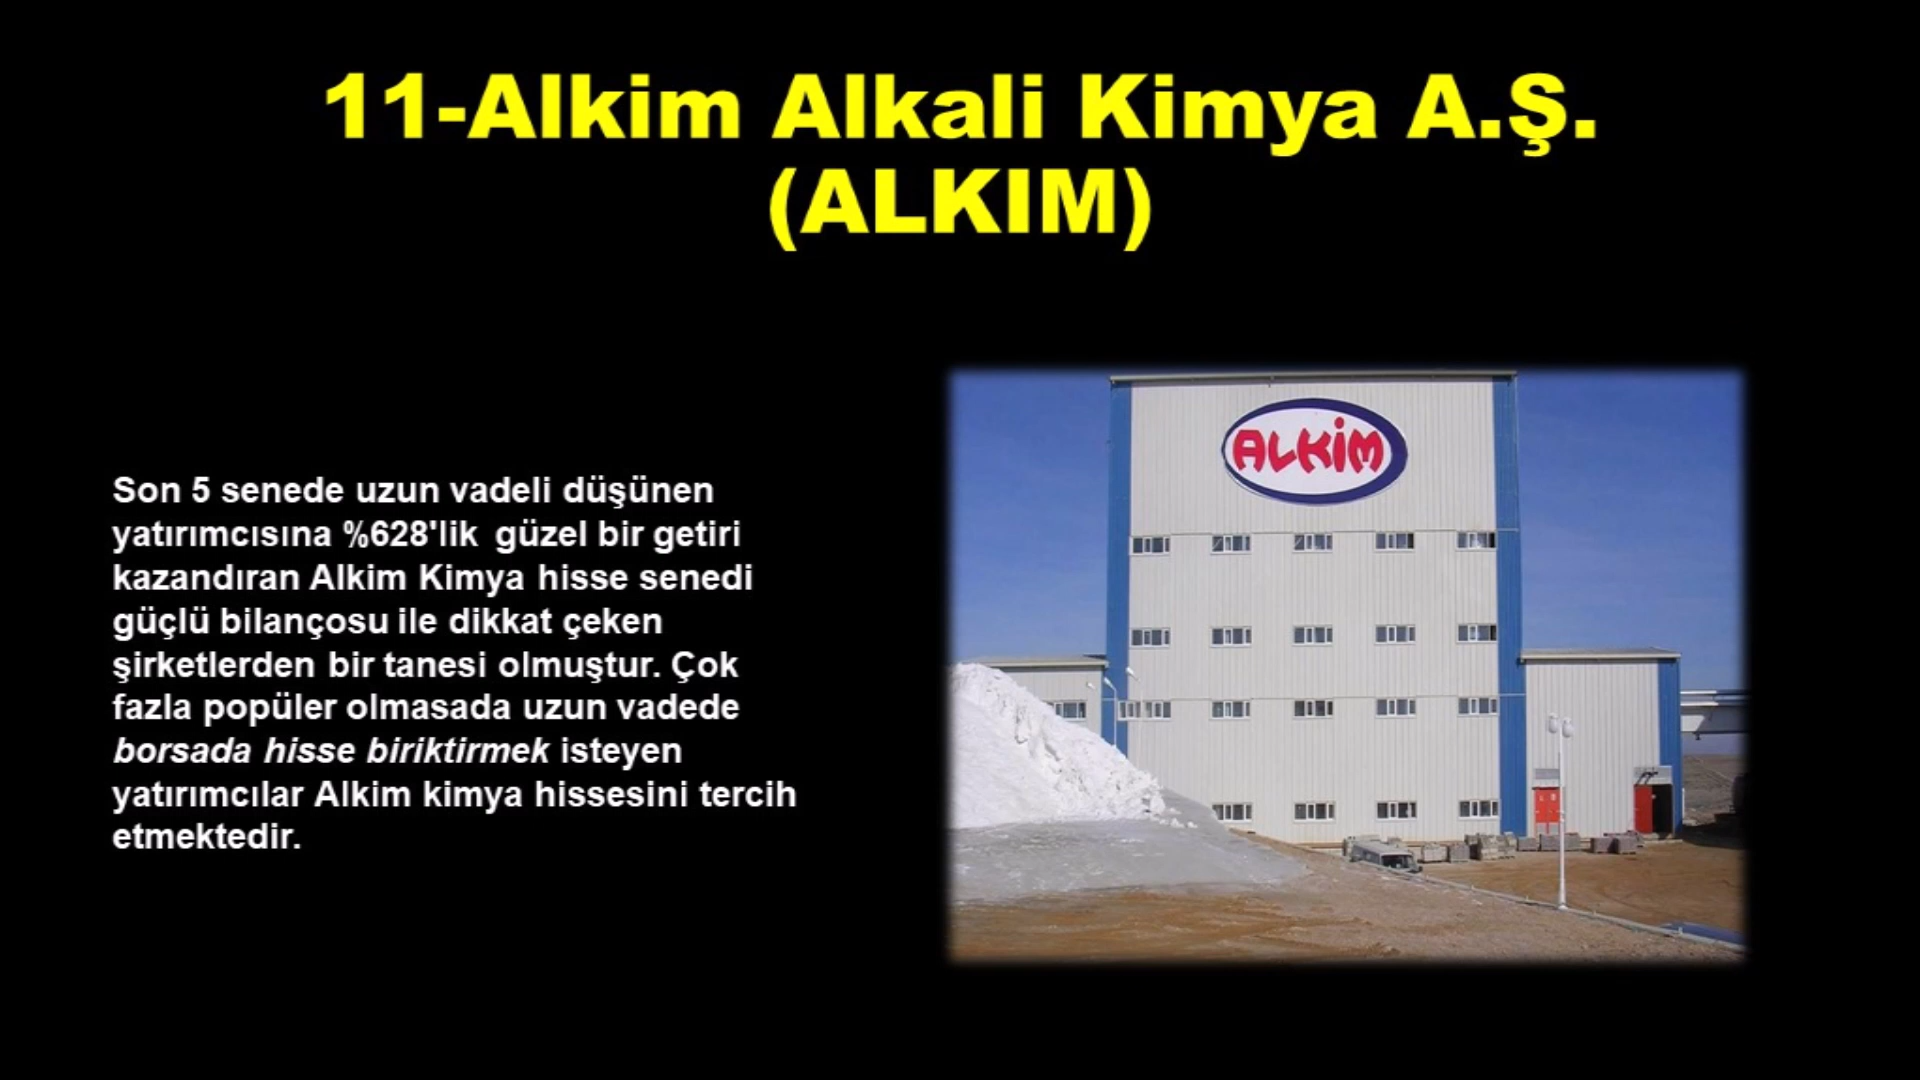 11-Alkim Alkali Kimya A.Ş.
(ALKIM)
Son 5 senede uzun vadeli düşünen
yatırımcısına %628'lik güzel bir getiri
kazandıran Alkim Kimya hisse senedi
güçlü bilançosu ile dikkat çeken
şirketlerden bir tanesi olmuştur. Çok
fazla popüler olmasada uzun vadede
borsada hisse biriktirmek isteyen
yatırımcılar Alkim kimya hissesini tercih
etmektedir.
ALKİM